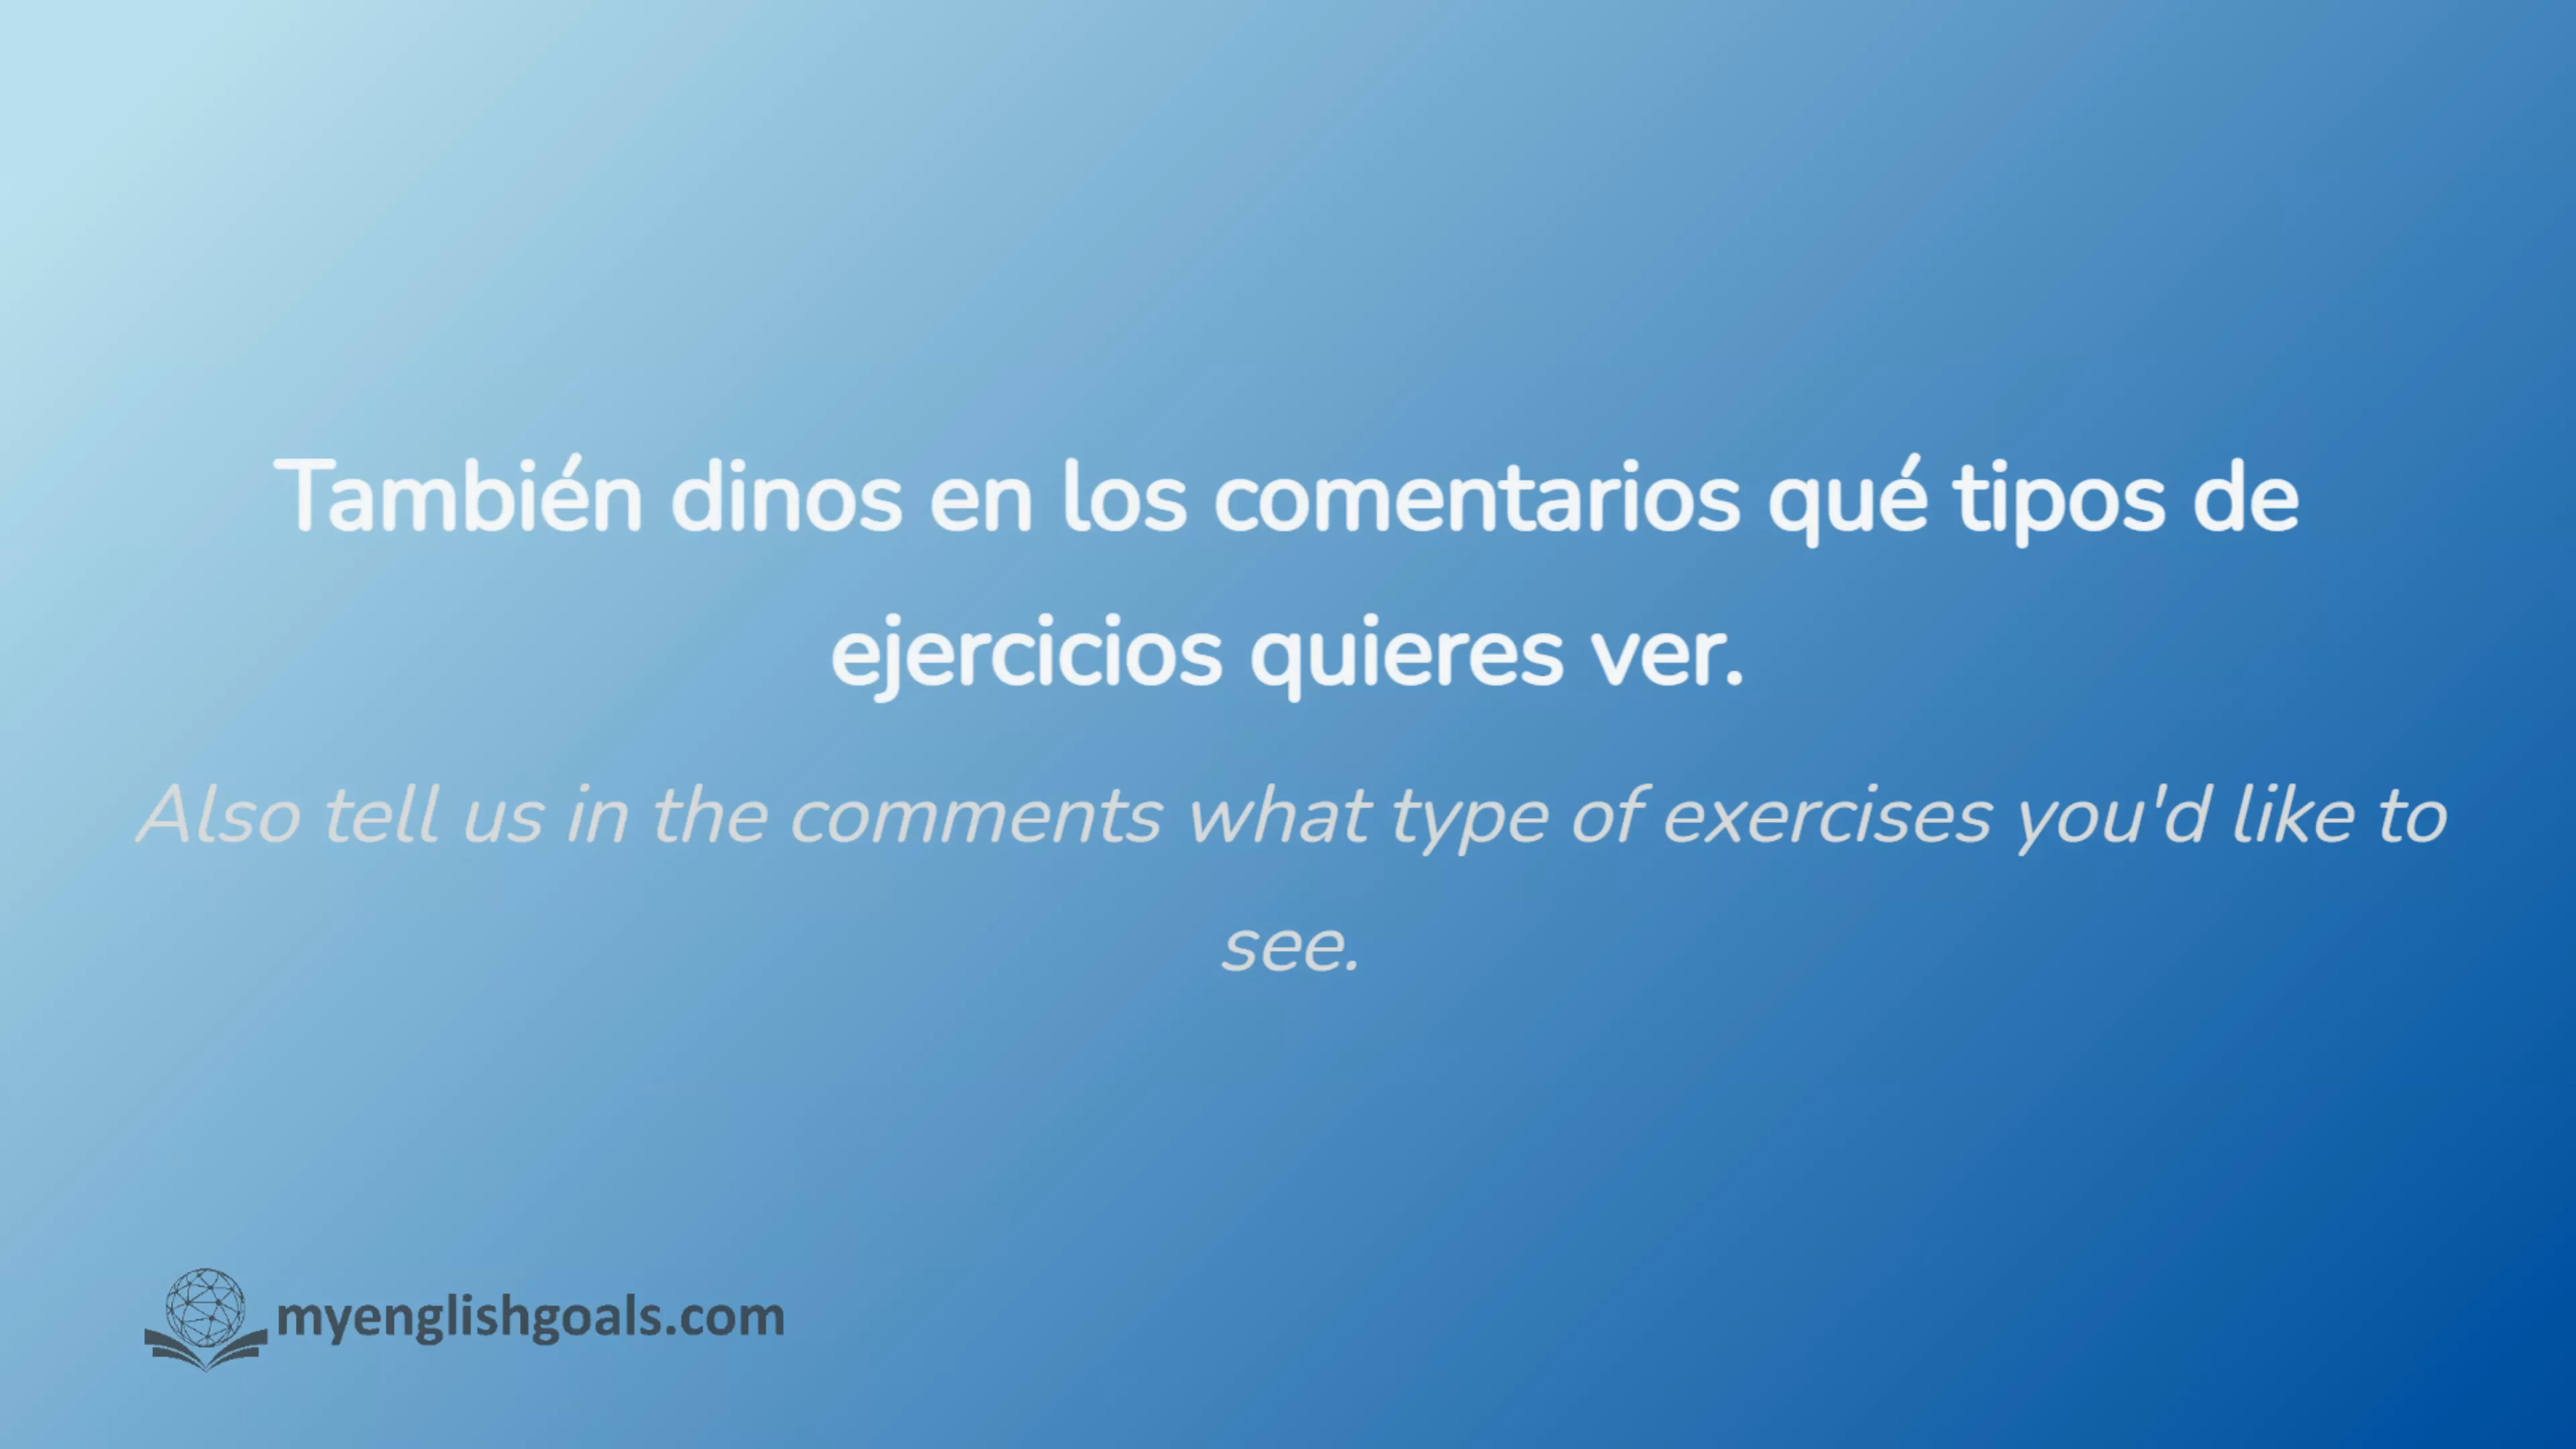 También dinos en los comentarios qué tipos de
ejercicios quieres ver.
Also tell us in the comments what type of exercises you'd like to
see.
myenglishgoals.com